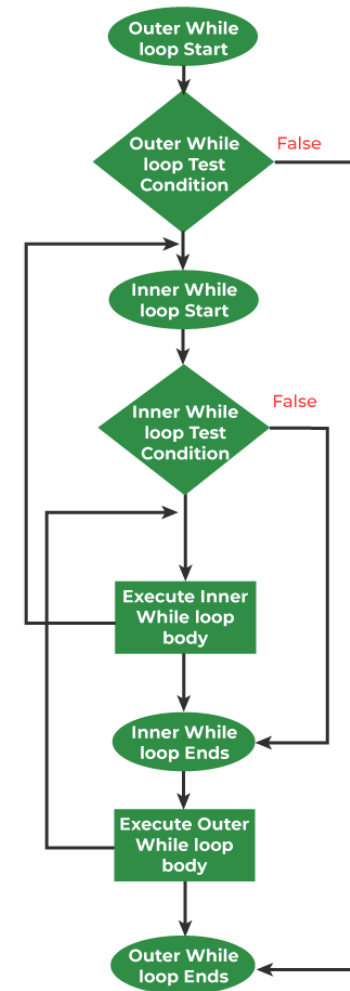 Outer While
loop Start
Outer While
loop Test
Condition
False
Inner While
loop Start
Inner While
loop Test
Condition
False
Execute Inner
While loop
body
Inner While
loop Ends
Execute Outer
While loop
body
Outer While
loop Ends